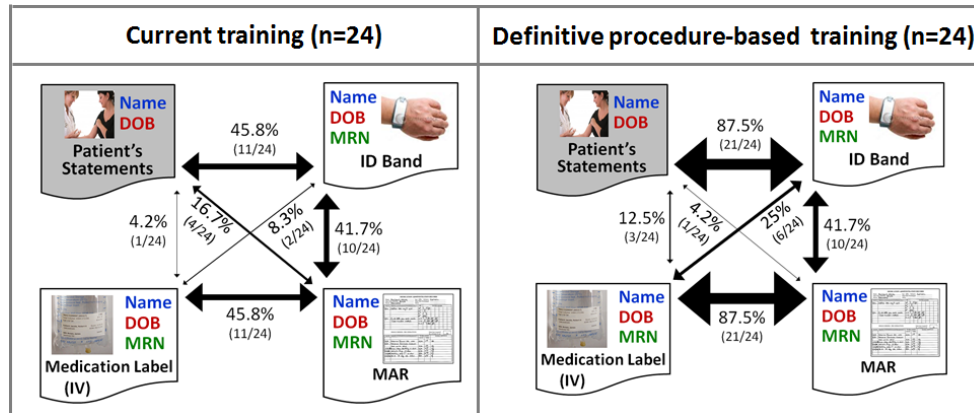 Current training (n=24)
Name
DOB
Patient's
Statements
45.8%
(11/24)
Name
DOB
MRN
ID Band
4.2%
(1/24)
16.7%
(4/24)
8.3%
(2/24)
41.7%
(10/24)
Name
DOB
MRN
Medication Label
(IV)
45.8%
(11/24)
Name
DOB
MRN
MAR
Definitive procedure-based training (n=24)
Name
DOB
Patient's
Statements
87.5%
(21/24)
Name
DOB
MRN
ID Band
12.5%
(3/24)
4.2%
(1/24)
25%
(6/24)
41.7%
(10/24)
Name
DOB
MRN
Medication Label
(IV)
87.5%
(21/24)
Name
DOB
MRN
MAR